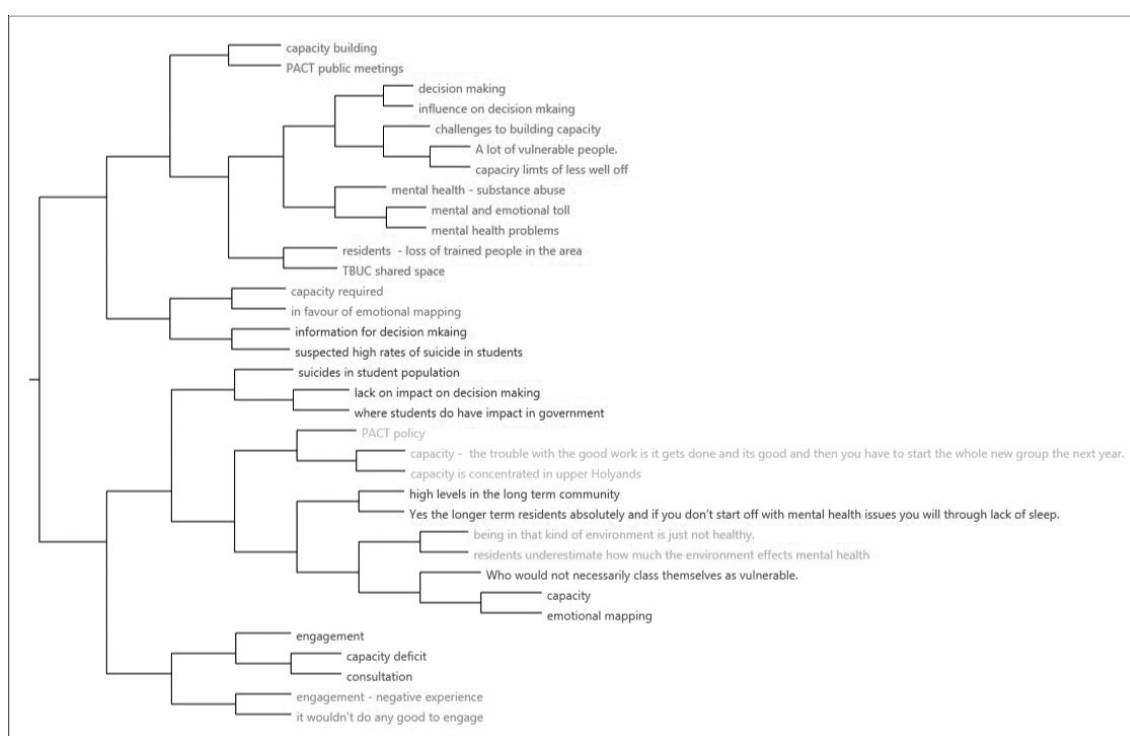 capacity building
PACT public meetings
decision making
influence on decision mkaing
challenges to building capacity
A lot of vulnerable people.
capaciry limts of less well off
mental health - substance abuse
mental and emotional toll
mental health problems
residents - loss of trained people in the area
TBUC shared space
capacity required
in favour of emotional mapping
information for decision mkaing
suspected high rates of suicide in students
suicides in student population
lack on impact on decision making
where students do have impact in government
PACT policy
capacity - the trouble with the good work is it gets done and its good and then you have to start the whole new group the next year.
capacity is concentrated in upper Holyands
high levels in the long term community
Yes the longer term residents absolutely and if you don't start off with mental health issues you will through lack of sleep.
being in that kind of environment is just not healthy.
residents underestimate how much the environment effects mental health
Who would not necessarily class themselves as vulnerable.
capacity
emotional mapping
engagement
capacity deficit
consultation
engagement - negative experience
it wouldn't do any good to engage